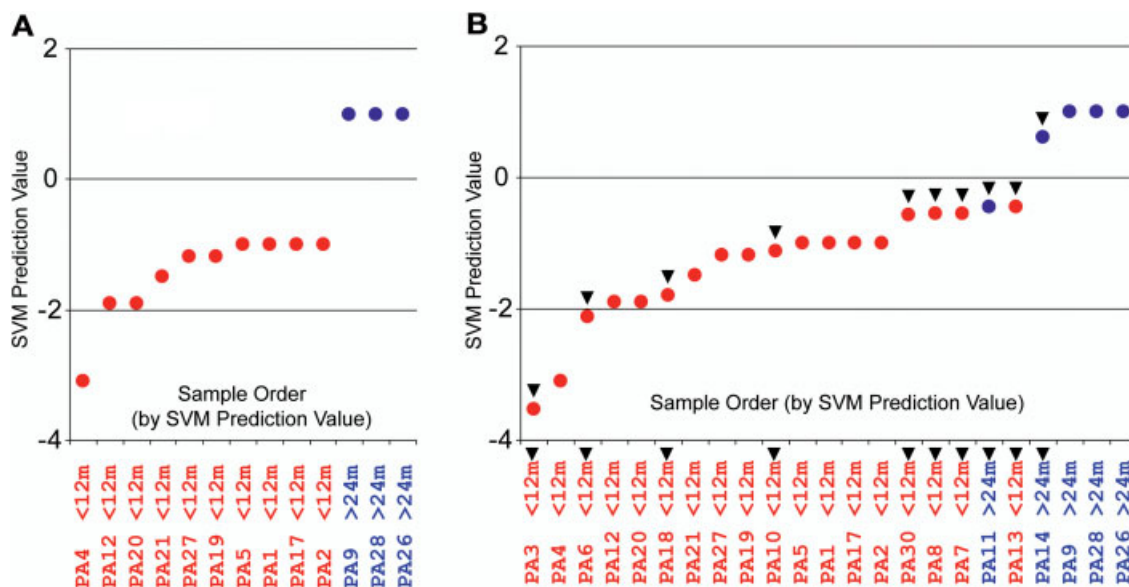 A
2
0
-2
-4
SVM Prediction Value
Sample Order
(by SVM Prediction Value)
PA4 <12m
PA12 <12m
PA20 <12m
PA21 <12m
PA27 <12m
PA19 <12m
PA5 <12m
PA1 <12m
PA17 <12m
PA2 <12m
PA9 >24m
PA28 >24m
PA26 >24m
B
2
0
-2
-4
SVM Prediction Value
Sample Order (by SVM Prediction Value)
PA3 <12m
PA4 <12m
PA6 <12m
PA12 <12m
PA20 <12m
PA18 <12m
PA21 <12m
PA27 <12m
PA19 <12m
PA10 <12m
PA5 <12m
PA1 <12m
PA17 <12m
PA2 <12m
PA30 <12m
PA8 <12m
PA7 <12m
PA11 >24m
PA13 <12m
PA14 >24m
PA9 >24m
PA28 >24m
PA26 >24m